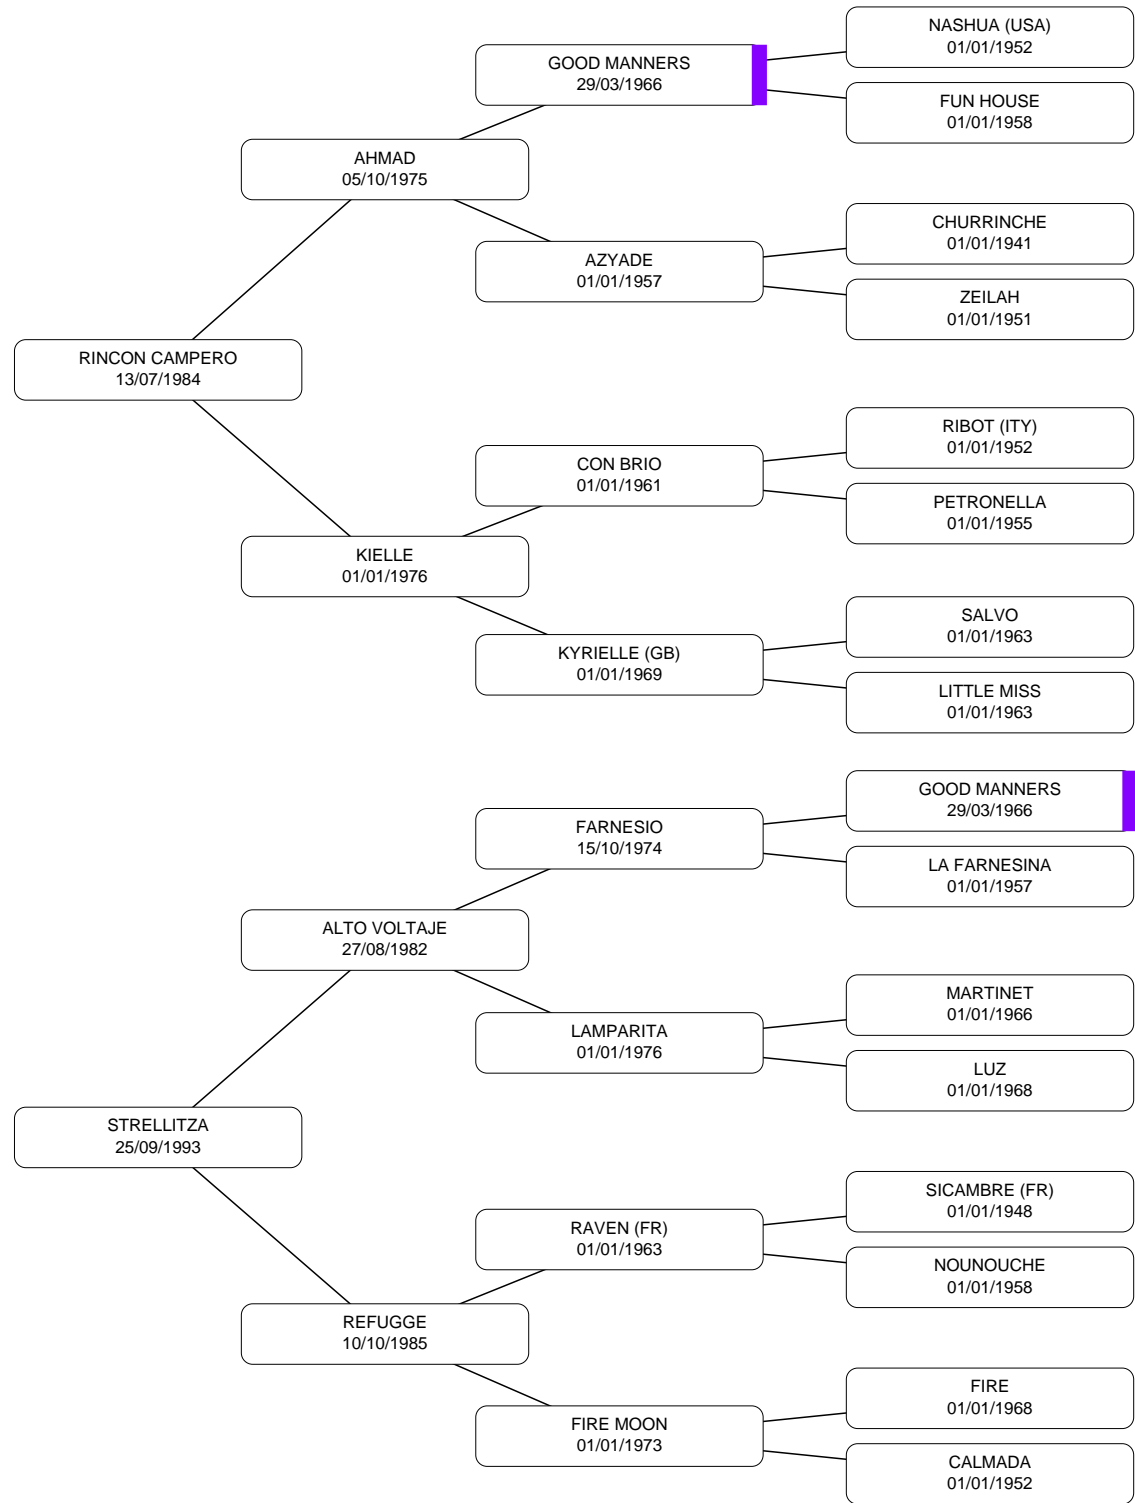 NASHUA (USA)
01/01/1952
GOOD MANNERS
29/03/1966
FUN HOUSE
01/01/1958
AHMAD
05/10/1975
CHURRINCHE
01/01/1941
AZYADE
01/01/1957
ZEILAH
01/01/1951
RINCON CAMPERO
13/07/1984
RIBOT (ITY)
01/01/1952
CON BRIO
01/01/1961
PETRONELLA
01/01/1955
KIELLE
01/01/1976
SALVO
01/01/1963
KYRIELLE (GB)
01/01/1969
LITTLE MISS
01/01/1963
GOOD MANNERS
29/03/1966
FARNESIO
15/10/1974
LA FARNESINA
01/01/1957
ALTO VOLTAJE
27/08/1982
MARTINET
01/01/1966
LAMPARITA
01/01/1976
LUZ
01/01/1968
STRELLITZA
25/09/1993
SICAMBRE (FR)
01/01/1948
RAVEN (FR)
01/01/1963
NOUNOUCHE
01/01/1958
REFUGGE
10/10/1985
FIRE
01/01/1968
FIRE MOON
01/01/1973
CALMADA
01/01/1952